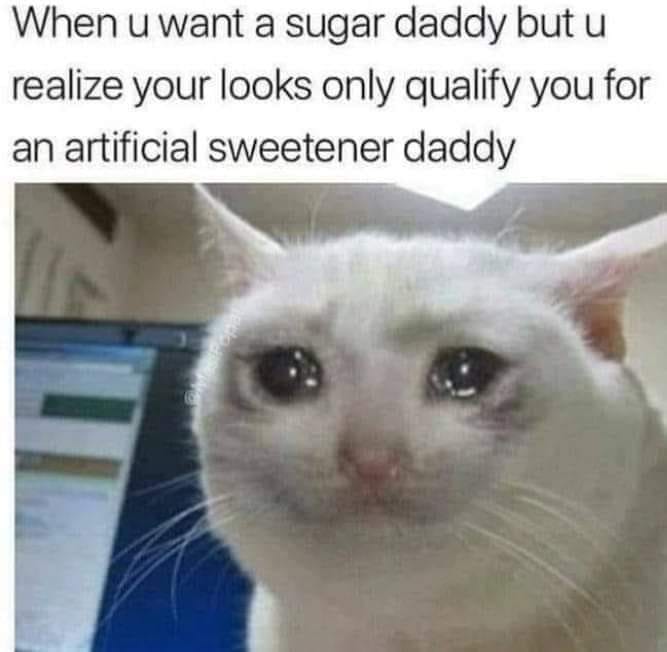 When u want a sugar daddy but u
realize your looks only qualify you for
an artificial sweetener daddy